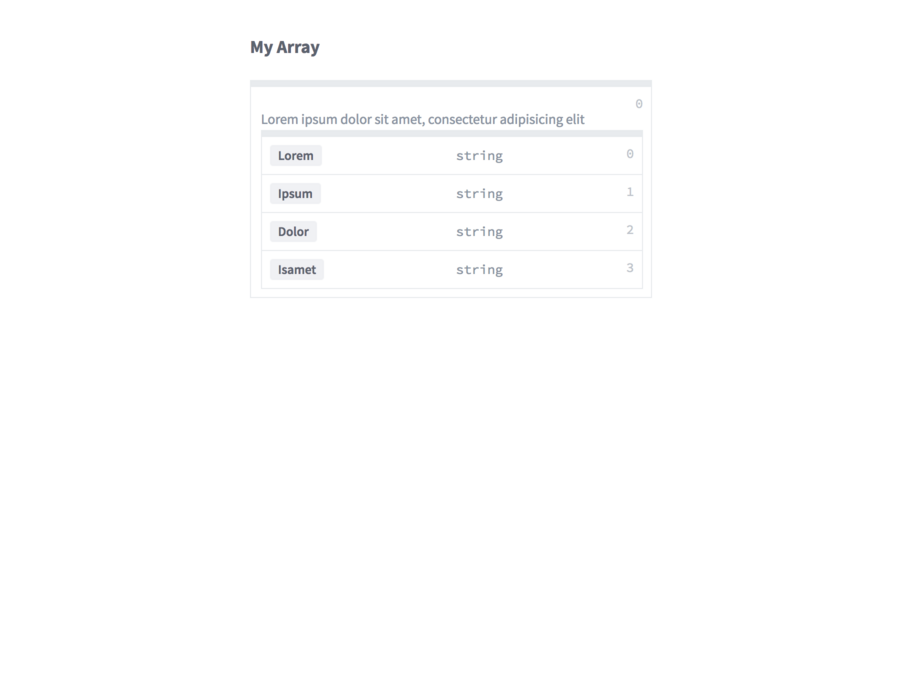 My Array
0
Lorem ipsum dolor sit amet, consectetur adipisicing elit
Lorem string 0
Ipsum string 1
Dolor string 2
Isamet string 3